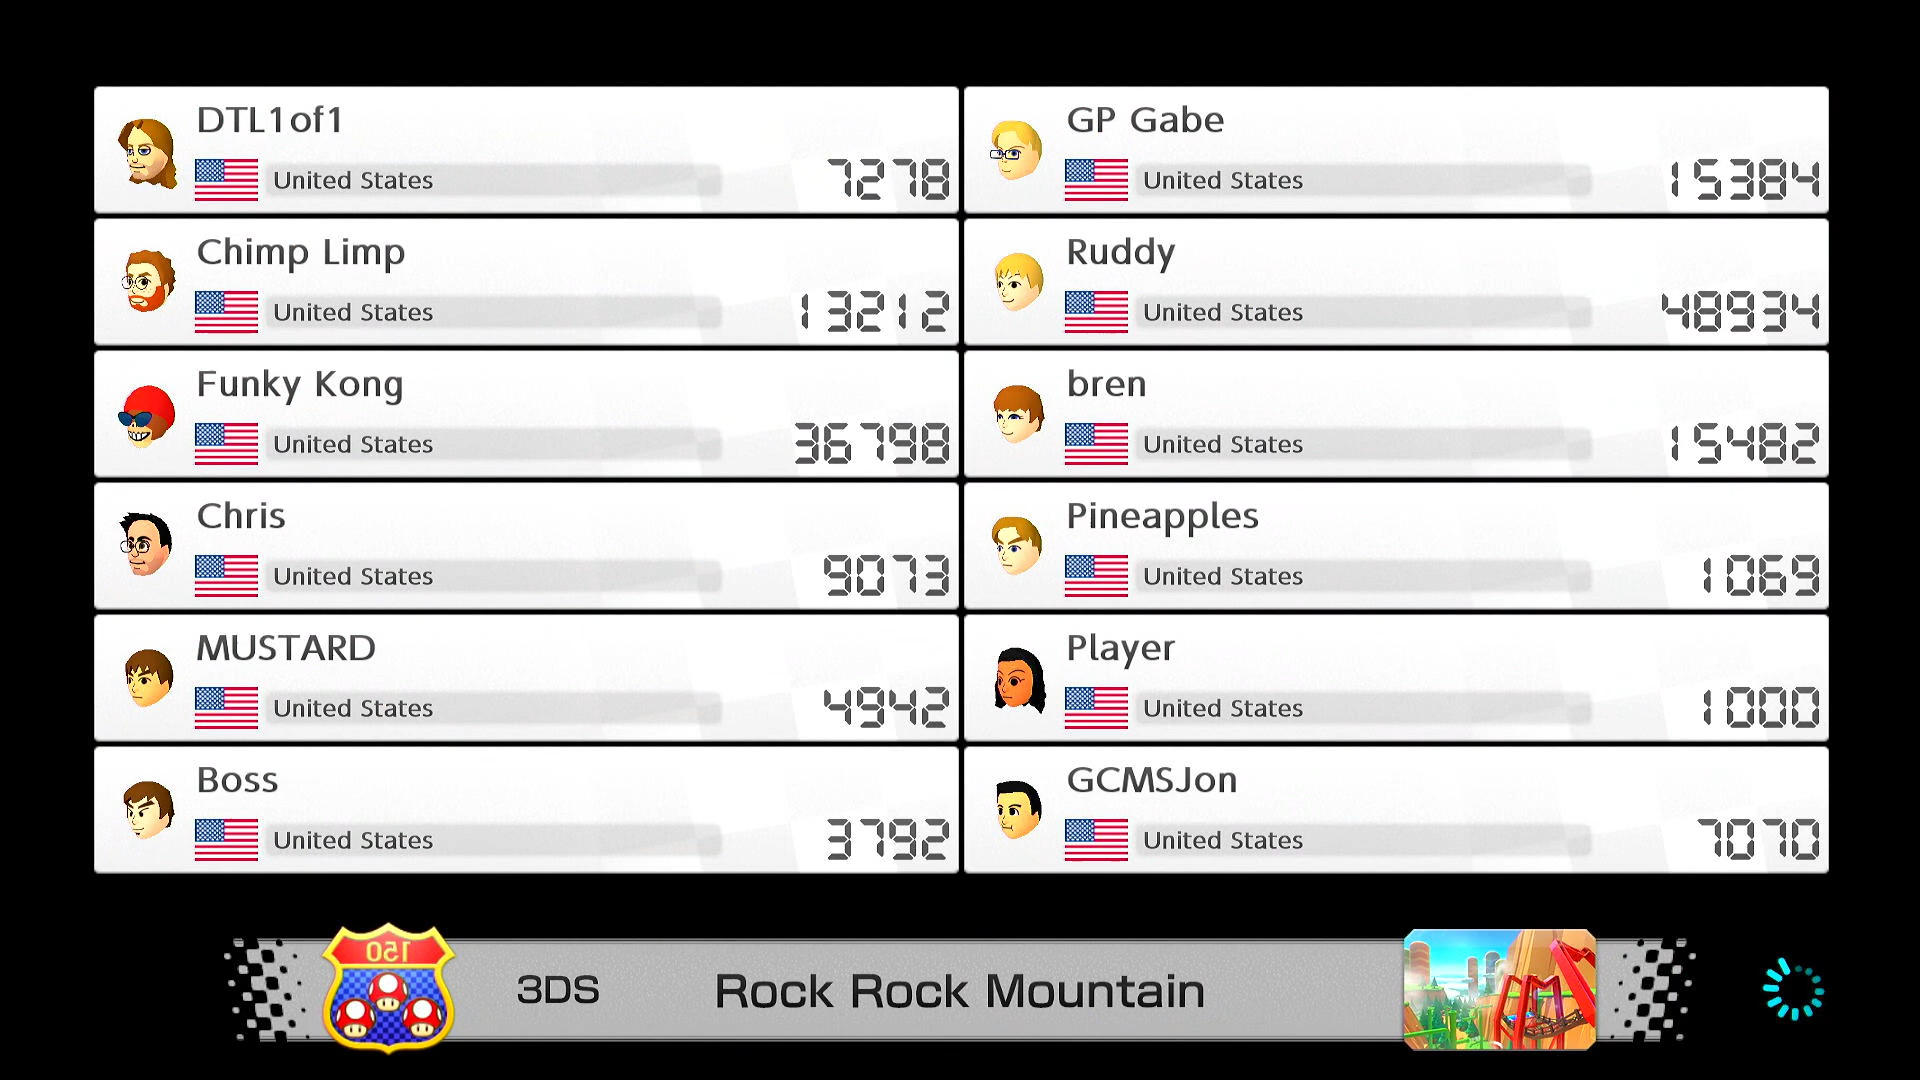 DTL1of1
United States
7278
GP Gabe
United States
15384
Chimp Limp
United States
13212
Ruddy
United States
48934
Funky Kong
United States
36798
bren
United States
15482
Chris
United States
9073
Pineapples
United States
1069
MUSTARD
United States
4942
Player
United States
1000
Boss
United States
3792
GCMSJon
United States
7070
150
3DS
Rock Rock Mountain